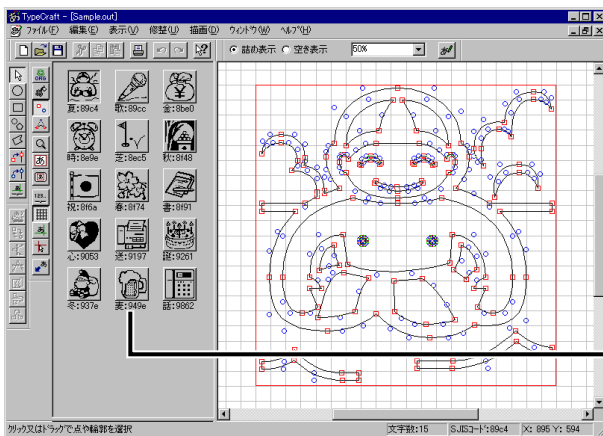 TypeCraft - [Sample.out]
ファイル(F) 編集(E) 表示(V) 修整(U) 描画(D) ウィンドウ(W) ヘルプ(H)
詰め表示 空き表示 50%
夏:89c4 歌:89cc 金:8be0
時:8e9e 芝:8ec5 秋:8f48
祝:8f6a 春:8f74 書:8f91
心:9053 送:9197 誕:9261
冬:937e 麦:949e 話:9862
クリック又はドラッグで点や輪郭を選択 文字数:15 SJISコード:89c4 X: 895 Y: 594